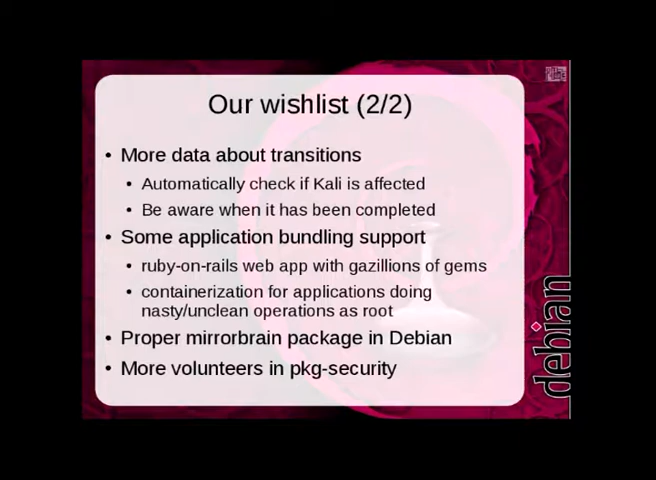 Our wishlist (2/2)
• More data about transitions
• Automatically check if Kali is affected
• Be aware when it has been completed
• Some application bundling support
• ruby-on-rails web app with gazillions of gems
• containerization for applications doing
nasty/unclean operations as root
• Proper mirrorbrain package in Debian
• More volunteers in pkg-security
debian